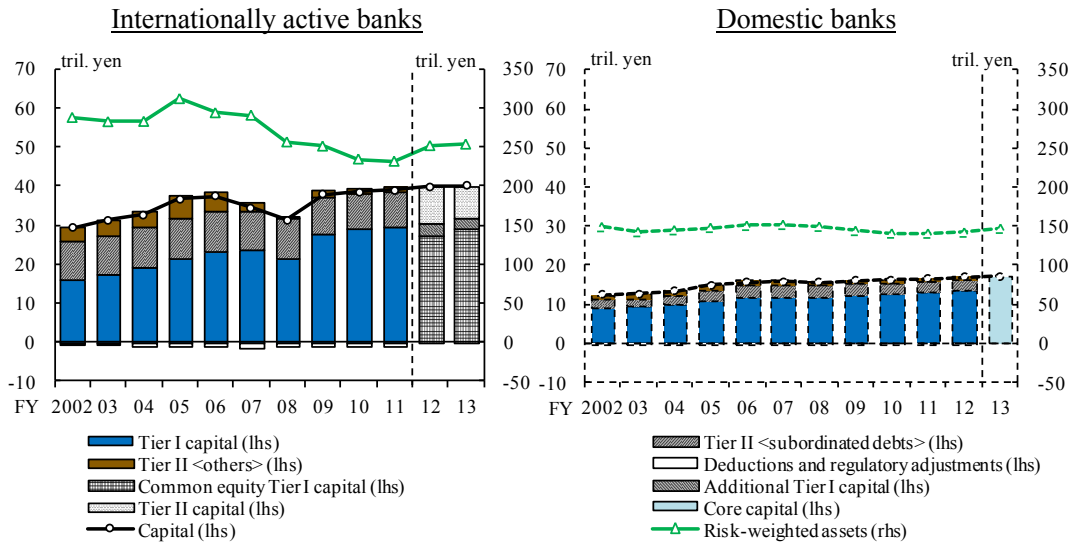 Internally active banks
Domestic banks
tril. yen
tril. yen
tril. yen
tril. yen
70
350
70
350
60
300
60
300
50
250
50
250
40
200
40
200
30
150
30
150
20
100
20
100
10
50
10
50
0
0
0
0
-10
-50
-10
-50
FY 2002 03 04 05 06 07 08 09 10 11 12 13
FY 2002 03 04 05 06 07 08 09 10 11 12 13
Tier I capital (lhs)
Tier II <others> (lhs)
Common equity Tier I capital (lhs)
Tier II capital (lhs)
Capital (lhs)
Tier II <subordinated debts> (lhs)
Deductions and regulatory adjustments (lhs)
Additional Tier I capital (lhs)
Core capital (lhs)
Risk-weighted assets (rhs)